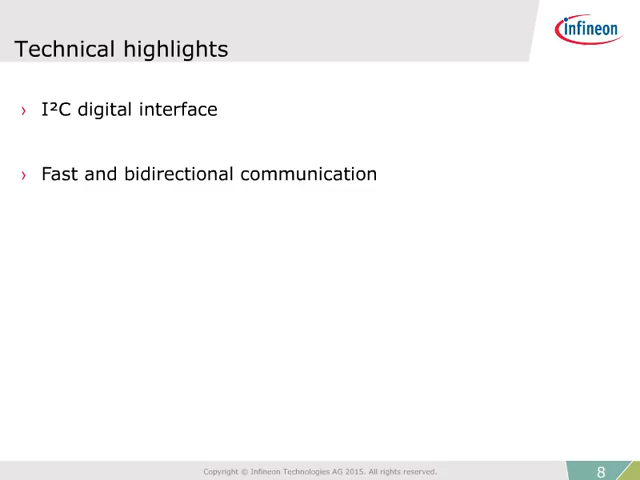 Technical highlights
infineon
› I²C digital interface
› Fast and bidirectional communication
Copyright © Infineon Technologies AG 2015. All rights reserved.
8